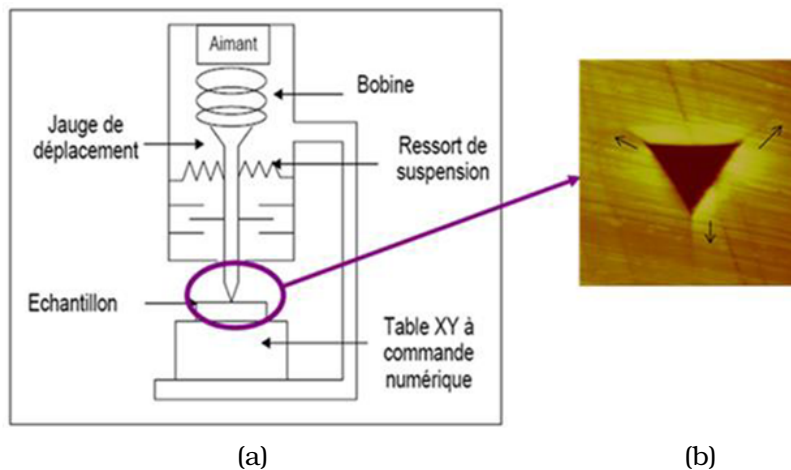 Aimant
Bobine
Jauge de
déplacement
Ressort de
suspension
Echantillon
Table XY à
commande
numérique
(a)
(b)